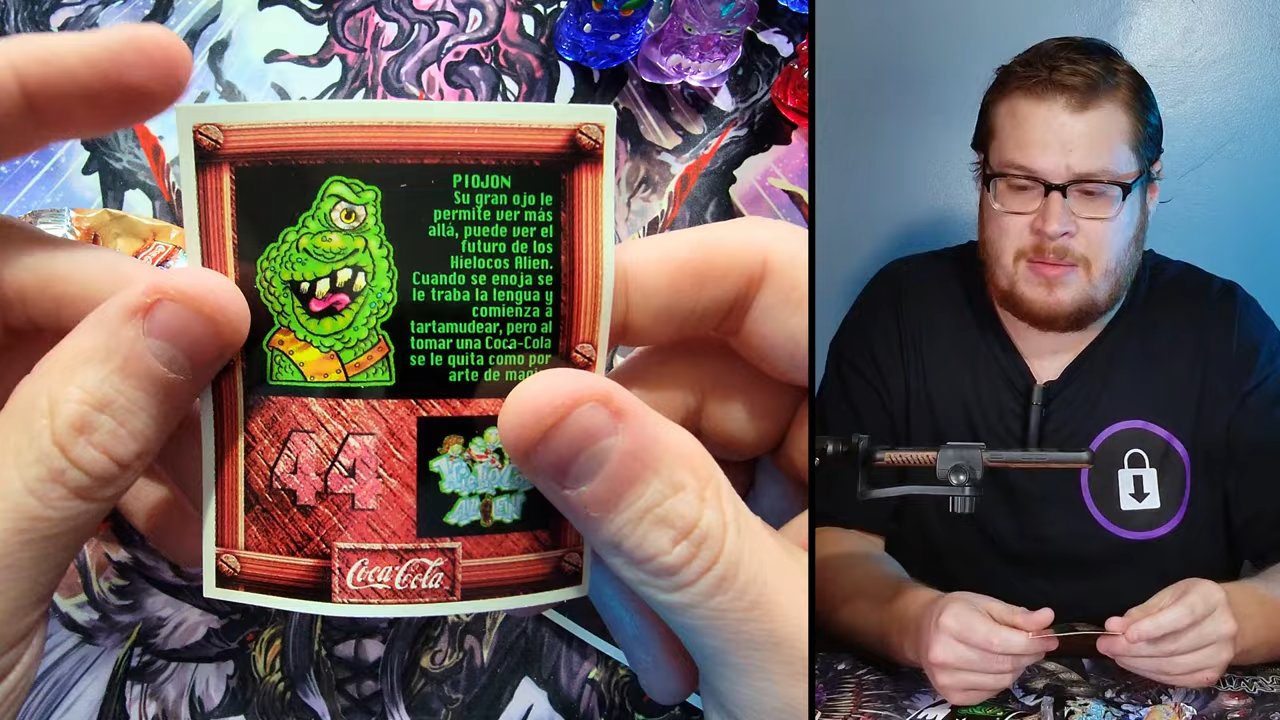 PIOJON
Su gran ojo le
permite ver más
allá, puede ver el
futuro de los
Hielocos Alien.
Cuando se enoja se
le traba la lengua y
comienza a
tartamudear, pero al
tomar una Coca-Cola
se le quita como por
arte de
44
ALIEN
Coca-Cola